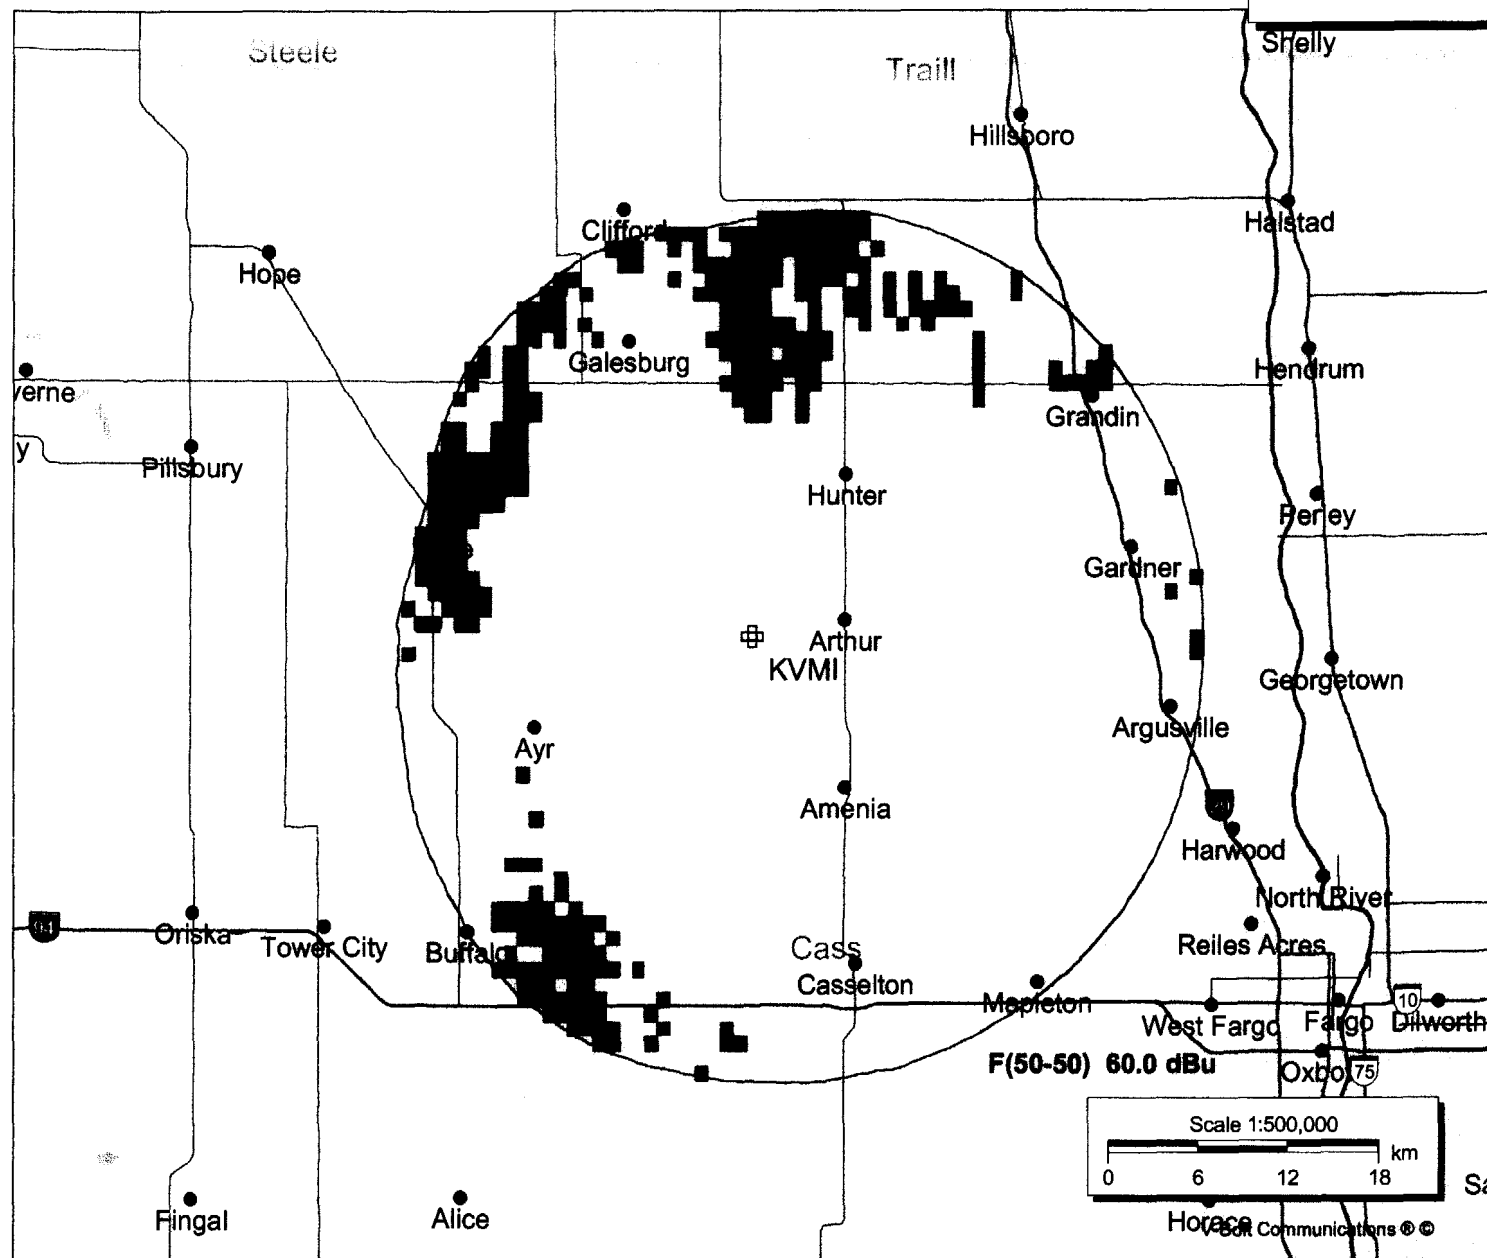 Shelly
Steele
Traill
Hillsboro
Halstad
Clifford
Hope
Galesburg
Hendrum
verne
Grandin
y
Pillsbury
Hunter
Perley
Gardner
Arthur
KVMI
Georgetown
Argusville
Ayr
Amenia
Harwood
North River
Oriska
Tower City
Buffalo
Cass
Reiles Acres
Casselton
Mapleton
10
West Fargo
Fargo
Dilworth
F(50-50) 60.0 dBu
Oxbo
75
Scale 1:500,000
km
0 6 12 18
Fingal
Alice
Horace
Communications ® ©